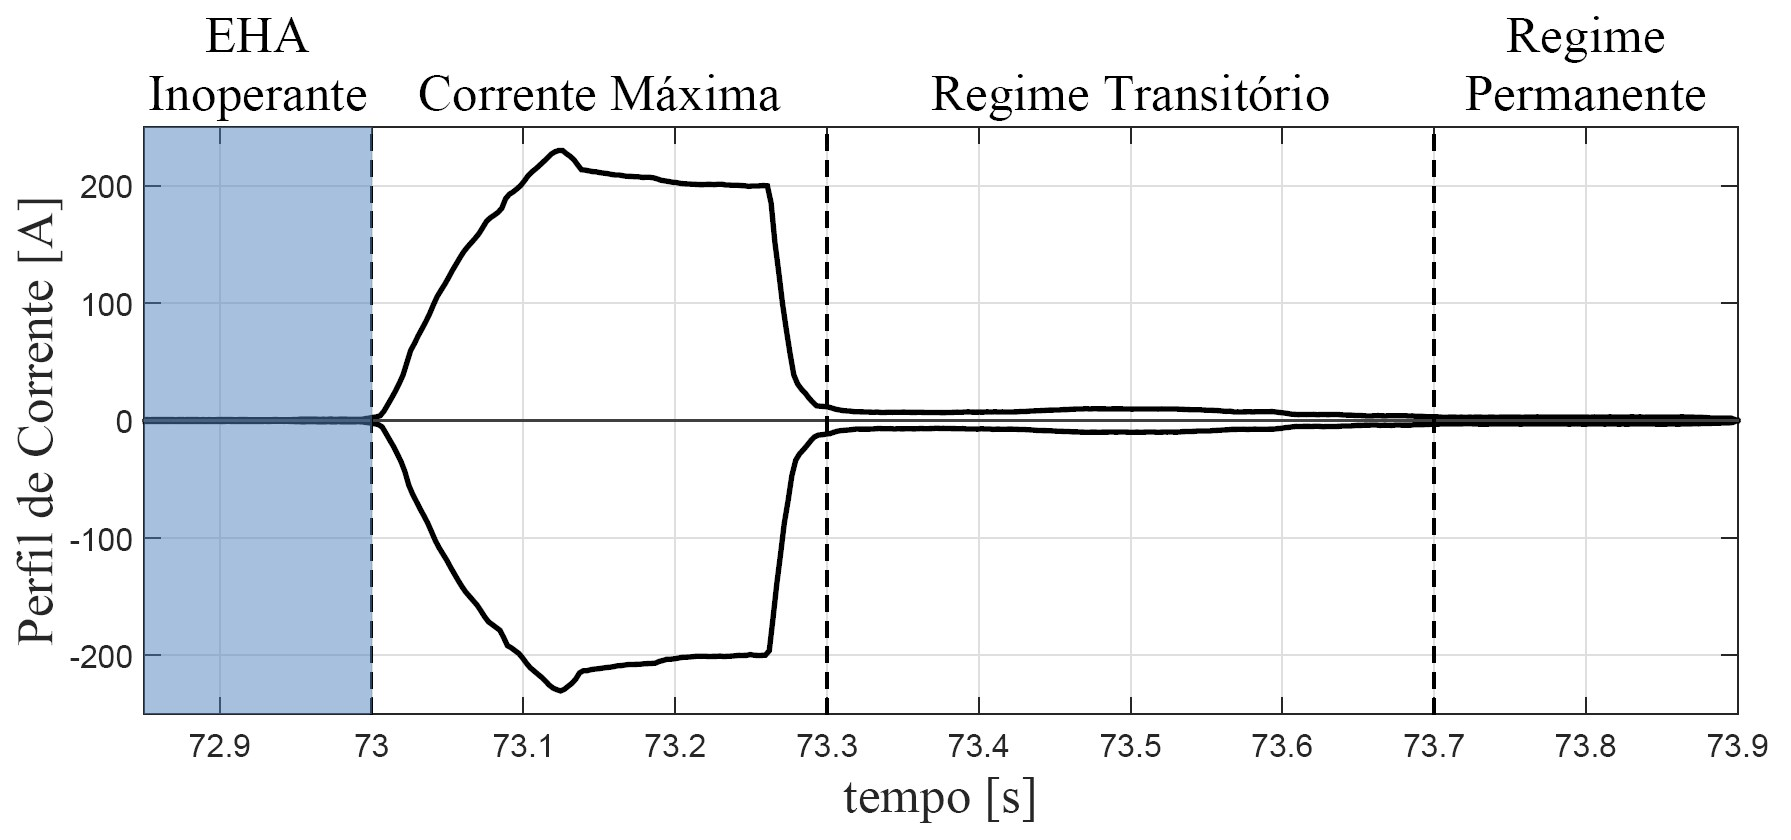 EHA
Inoperante
Corrente Máxima
Regime Transitório
Regime
Permanente
Perfil de Corrente [A]
200
100
0
-100
-200
72.9
73
73.1
73.2
73.3
73.4
73.5
73.6
73.7
73.8
73.9
tempo [s]